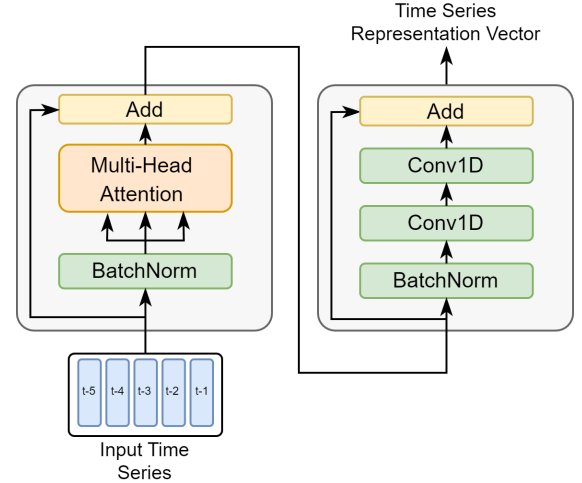 Time Series
Representation Vector
Add
Multi-Head
Attention
BatchNorm
t-5 t-4 t-3 t-2 t-1
Input Time
Series
Add
Conv1D
Conv1D
BatchNorm